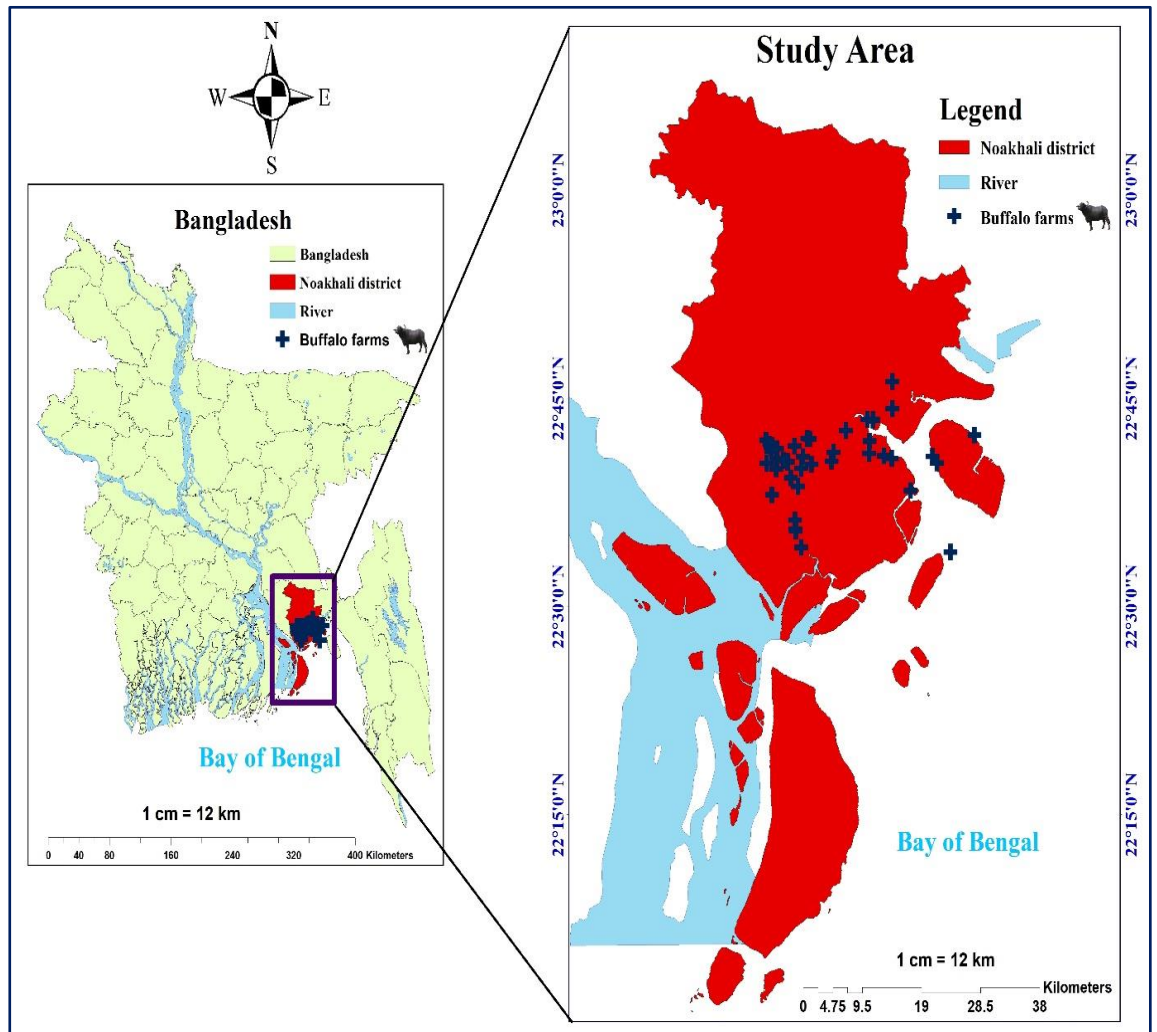 N
W E
S
Bangladesh
Bangladesh
Noakhali district
River
Buffalo farms
Bay of Bengal
1 cm = 12 km
0 40 80 160 240 320 400 Kilometers
Study Area
Legend
Noakhali district
River
Buffalo farms
23°0'0"N
22°45'0"N
22°30'0"N
22°15'0"N
23°0'0"N
22°45'0"N
22°30'0"N
22°15'0"N
Bay of Bengal
1 cm = 12 km
Kilometers
0 4.75 9.5 19 28.5 38